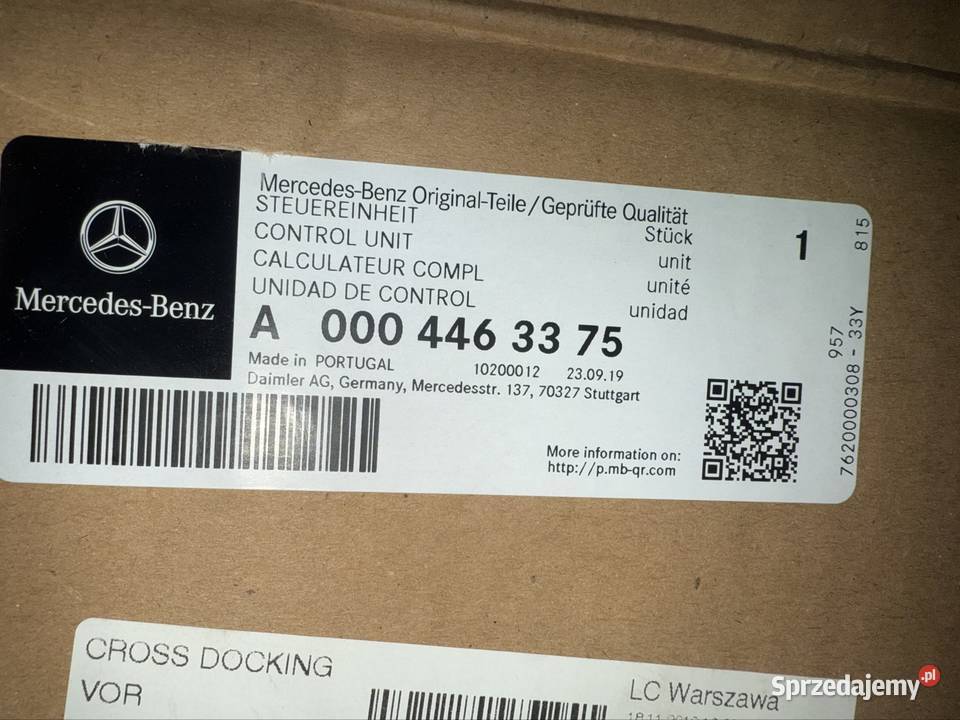 Mercedes-Benz
Mercedes-Benz Original-Teile/Geprüfte Qualität
STEUEREINHEIT Stück 1
CONTROL UNIT unit
CALCULATEUR COMPL unité
UNIDAD DE CONTROL unidad
A 000 446 33 75
Made in PORTUGAL 10200012 23.09.19
Daimler AG, Germany, Mercedesstr. 137, 70327 Stuttgart
More information on:
http://p.mb-qr.com
815
957
7620000308 - 33Y
CROSS DOCKING
VOR
LC Warszawa
Sprzedajemy.pl